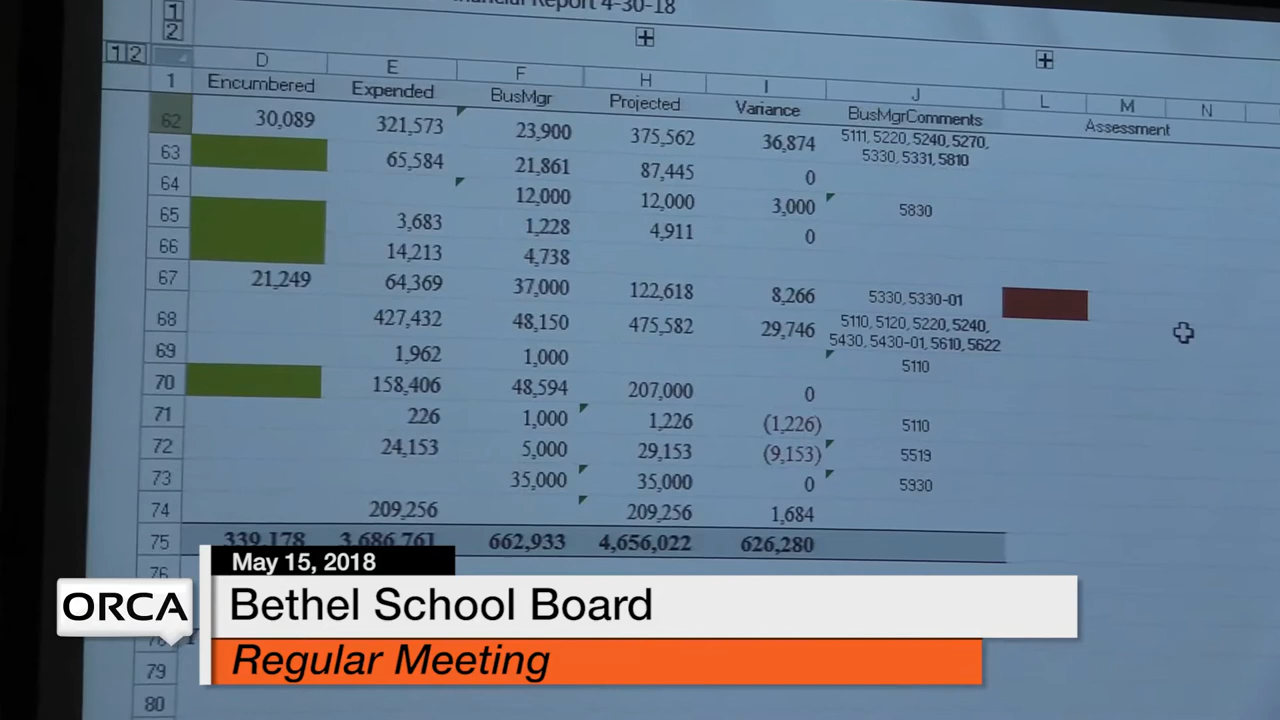 Financial Report 4-30-18
1
2
1 2
D E F H I J L M N
1 Encumbered Expended BusMgr Projected Variance BusMgrComments Assessment
62 30,089 321,573 23,900 375,562 36,874 5111, 5220, 5240, 5270,
5330, 5331, 5810
63 65,584 21,861 87,445 0
64 12,000 12,000 3,000 5830
65 3,683 1,228 4,911 0
66 14,213 4,738
67 21,249 64,369 37,000 122,618 8,266 5330, 5330-01
68 427,432 48,150 475,582 29,746 5110, 5120, 5220, 5240,
5430, 5430-01, 5610, 5622
69 1,962 1,000 5110
70 158,406 48,594 207,000 0
71 226 1,000 1,226 (1,226) 5110
72 24,153 5,000 29,153 (9,153) 5519
73 35,000 35,000 0 5930
74 209,256 209,256 1,684
75 339,178 3,686,761 662,933 4,656,022 626,280
76
79
80
May 15, 2018
ORCA
Bethel School Board
Regular Meeting